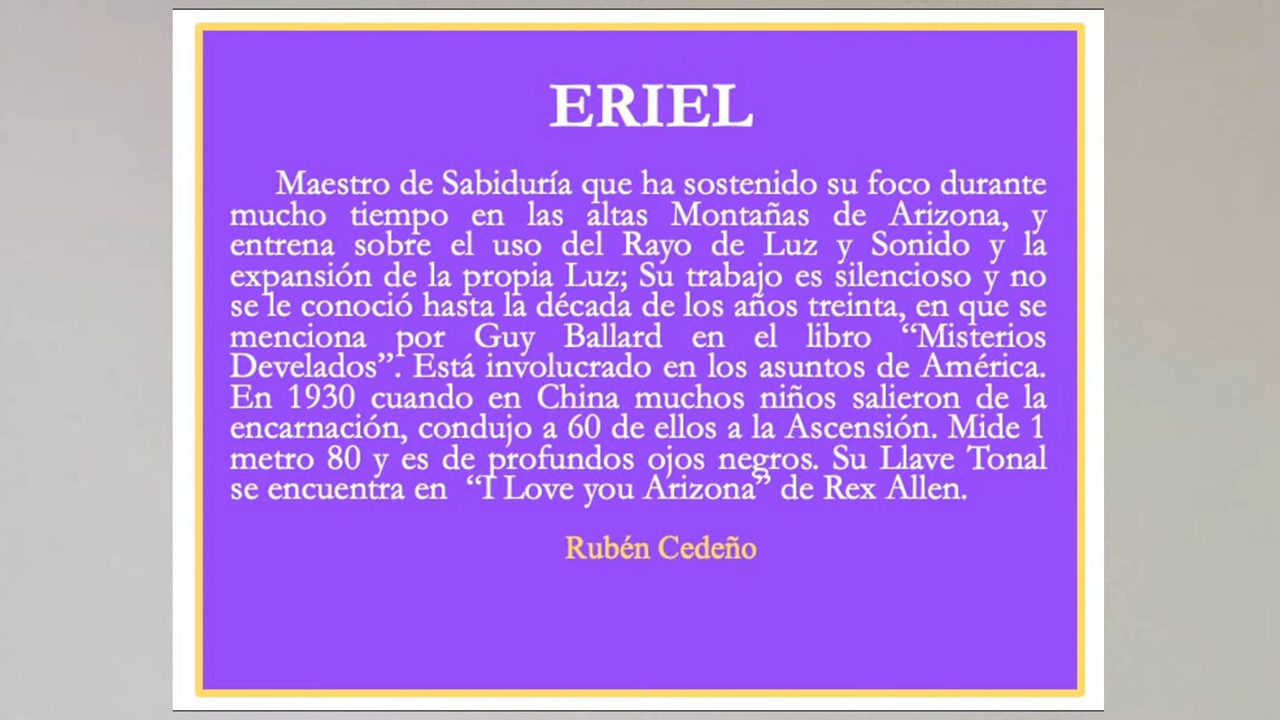 ERIEL
Maestro de Sabiduría que ha sostenido su foco durante
mucho tiempo en las altas Montañas de Arizona, y
entrena sobre el uso del Rayo de Luz y Sonido y la
expansión de la propia Luz; Su trabajo es silencioso y no
se le conoció hasta la década de los años treinta, en que se
menciona por Guy Ballard en el libro “Misterios
Develados”. Está involucrado en los asuntos de América.
En 1930 cuando en China muchos niños salieron de la
encarnación, condujo a 60 de ellos a la Ascensión. Mide 1
metro 80 y es de profundos ojos negros. Su Llave Tonal
se encuentra en “I Love you Arizona” de Rex Allen.
Rubén Cedeño